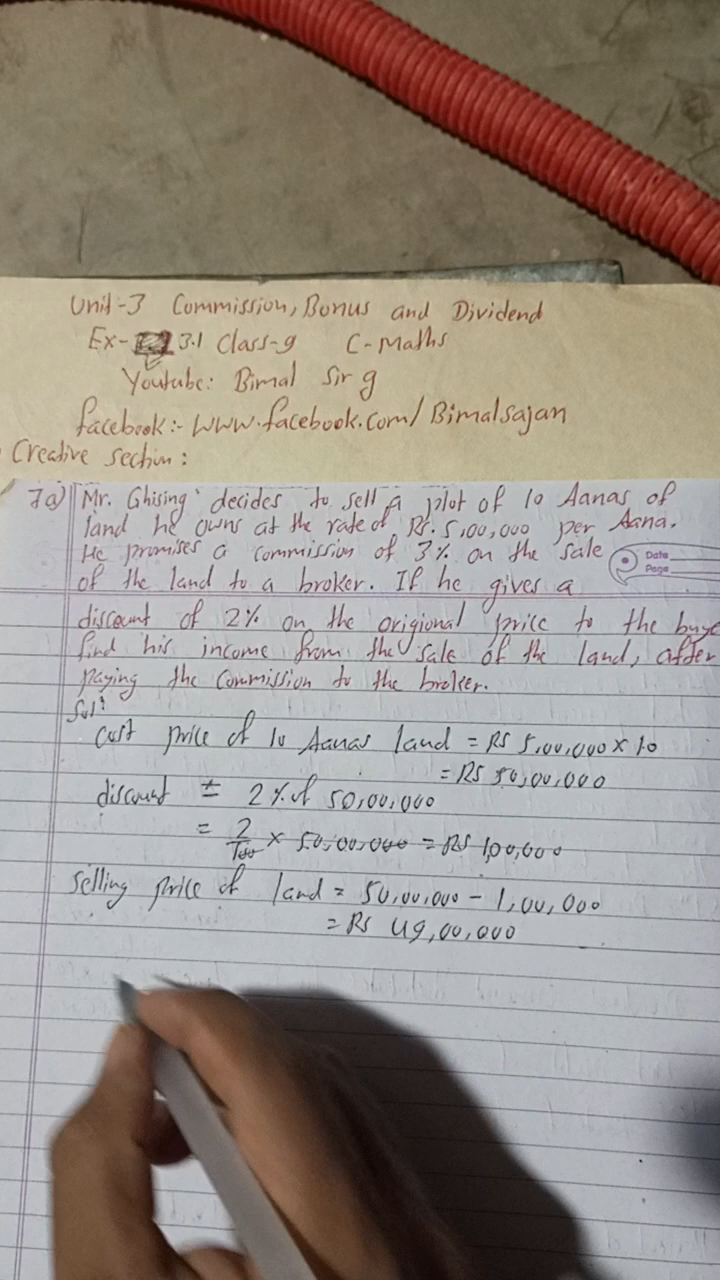 Unit-3 Commission, Bonus and Dividend
Ex- 3.1 Class-9 C-Maths
Youtube: Bimal Sir g
facebook:- www.facebook.com/Bimalsajan
Creative section:
7a) Mr. Ghising decides to sell a plot of 10 Aanas of
land he owns at the rate of Rs. 5,00,000 per Aana.
He promises a commission of 3% on the sale
Date
Page
of the land to a broker. If he gives a
discount of 2% on the origional price to the buye
find his income from the sale of the land, after
paying the commission to the broker.
Sol?
Cost price of 10 Aanas land = RS 5,00,000 x 10
= RS 50,00,000
discount = 2% of 50,00,000
= 2/100 x 50,00,000 = RS 1,00,000
Selling price of land = 50,00,000 - 1,00,000
= RS 49,00,000